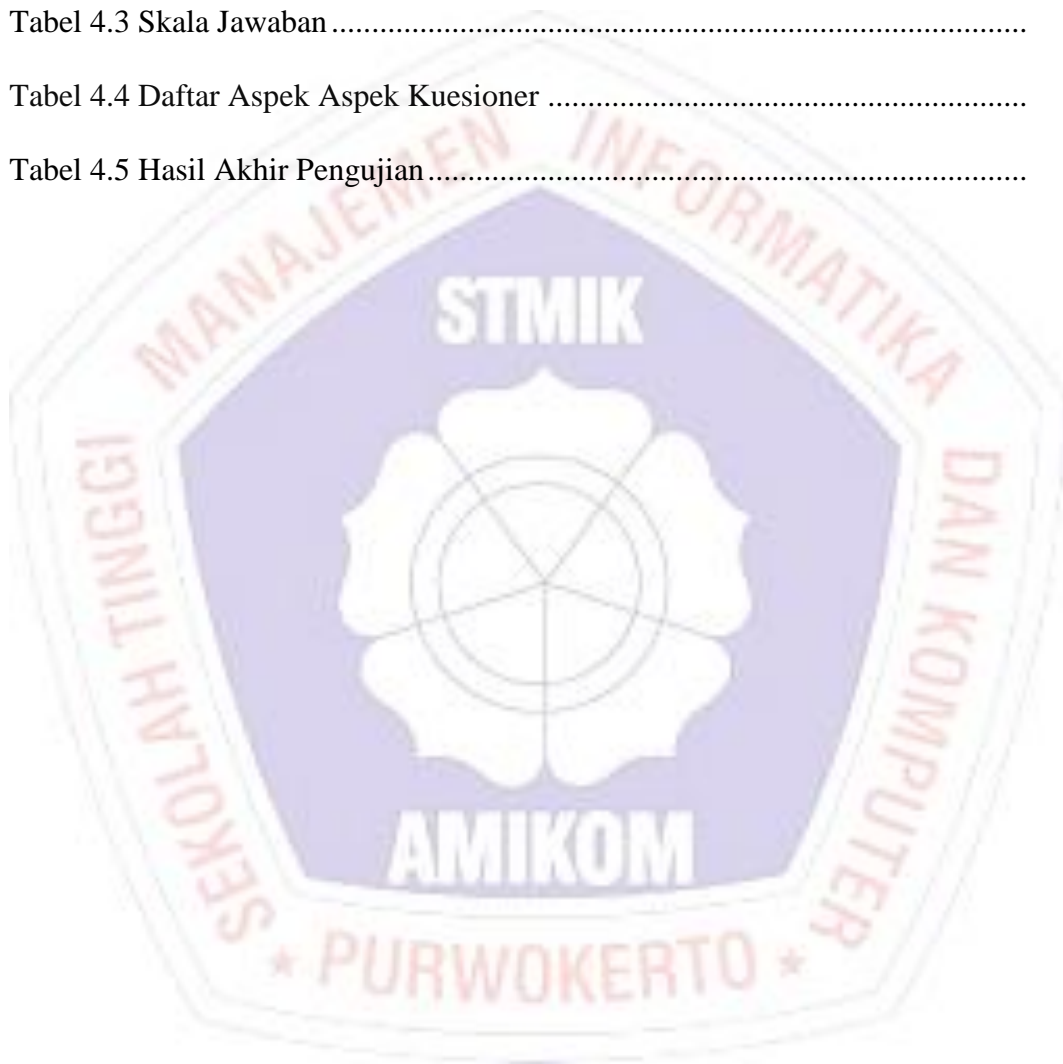 Tabel 4.3 Skala Jawaban......................................................................................
Tabel 4.4 Daftar Aspek Aspek Kuesioner ...........................................................
Tabel 4.5 Hasil Akhir Pengujian..........................................................................
SEKOLAH TINGGI MANAJEMEN INFORMATIKA DAN KOMPUTER
STMIK
AMIKOM
* PURWOKERTO *